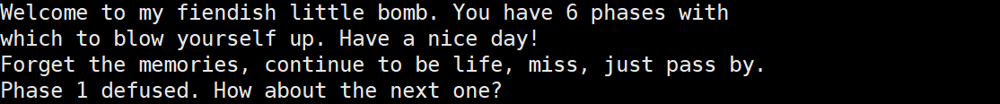 Welcome to my fiendish little bomb. You have 6 phases with
which to blow yourself up. Have a nice day!
Forget the memories, continue to be life, miss, just pass by.
Phase 1 defused. How about the next one?